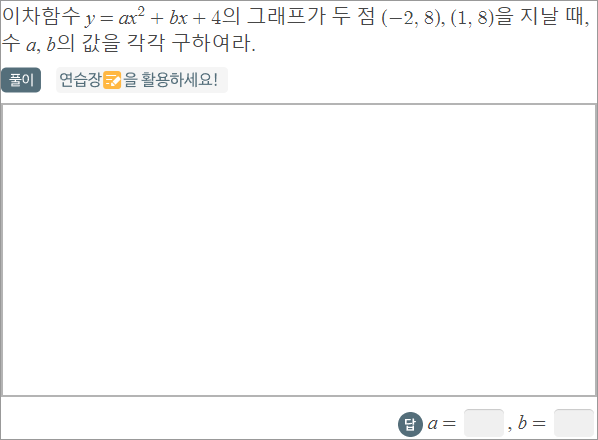 이차함수 y = ax² + bx + 4의 그래프가 두 점 (−2, 8), (1, 8)을 지날 때,
수 a, b의 값을 각각 구하여라.
풀이 연습장을 활용하세요!
답 a = , b =